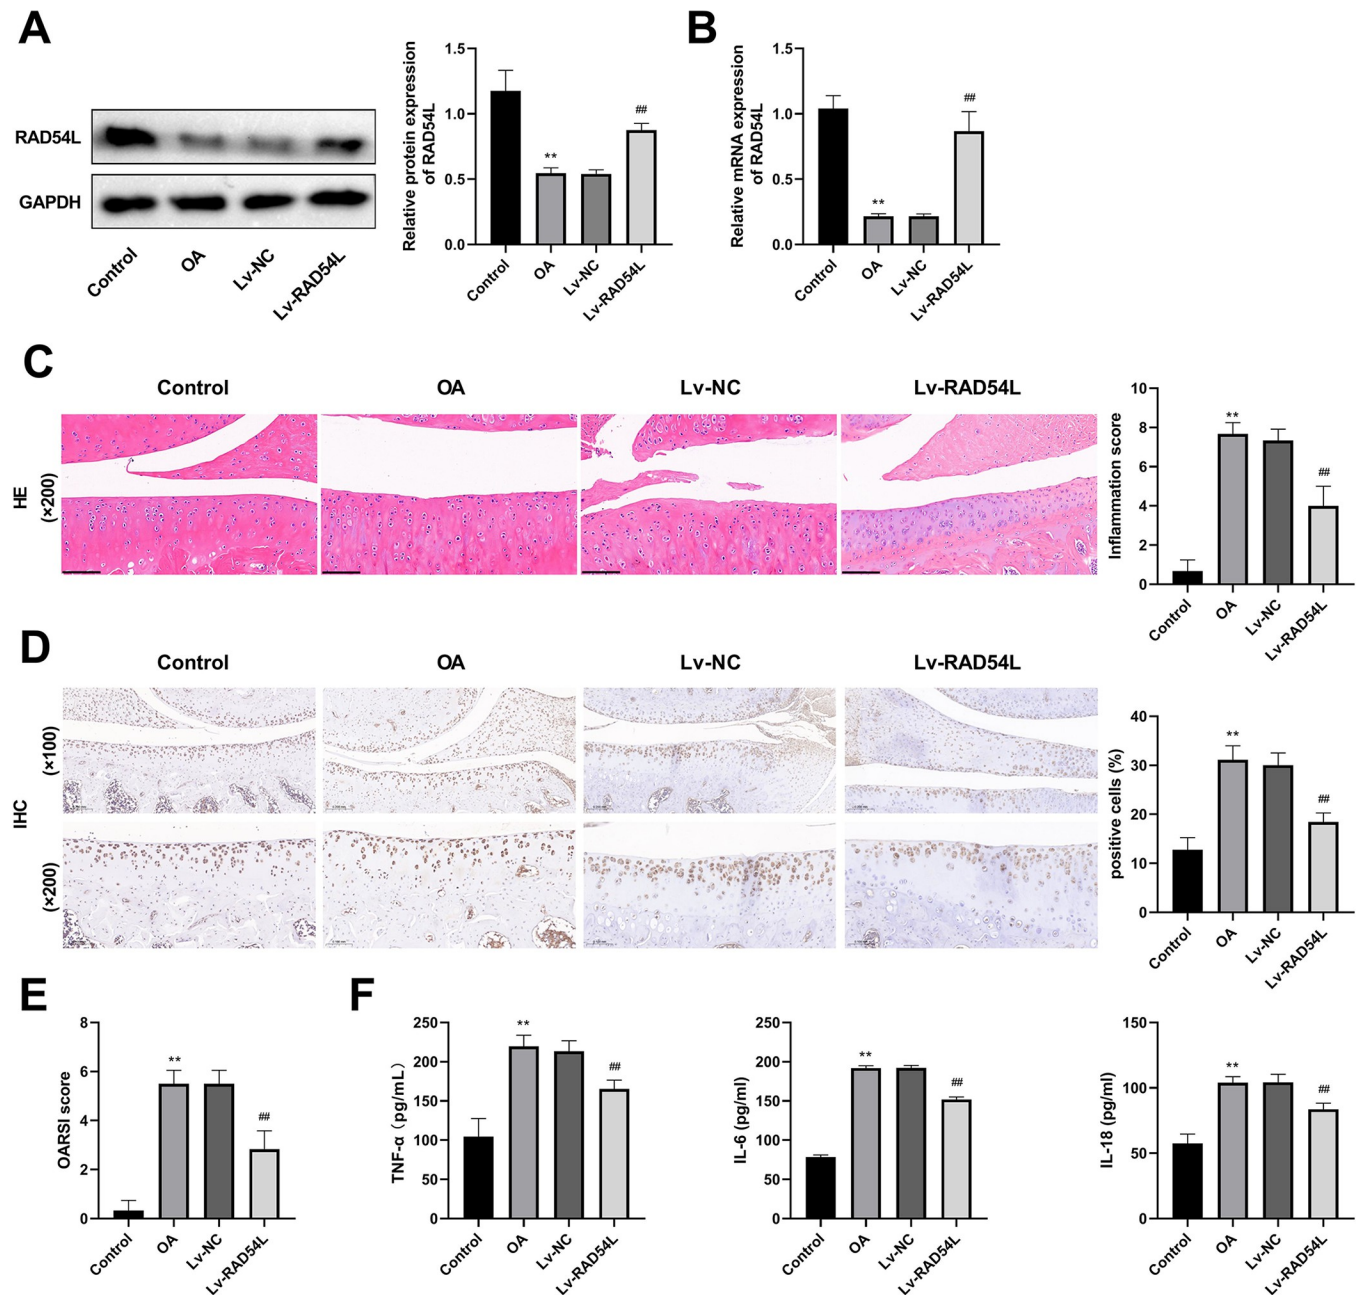 A
RAD54L
GAPDH
Control
OA
Lv-NC
Lv-RAD54L
Relative protein expression
of RAD54L
1.5
1.0
0.5
0.0
**
##
Control
OA
Lv-NC
Lv-RAD54L
B
Relative mRNA expression
of RAD54L
1.5
1.0
0.5
0.0
**
##
Control
OA
Lv-NC
Lv-RAD54L
C
Control
OA
Lv-NC
Lv-RAD54L
HE
(×200)
Inflammation score
10
8
6
4
2
0
**
##
Control
OA
Lv-NC
Lv-RAD54L
D
Control
OA
Lv-NC
Lv-RAD54L
IHC
(×100)
(×200)
positive cells (%)
40
30
20
10
0
**
##
Control
OA
Lv-NC
Lv-RAD54L
E
OARSI score
8
6
4
2
0
**
##
Control
OA
Lv-NC
Lv-RAD54L
F
TNF-α（pg/mL）
250
200
150
100
50
0
**
##
Control
OA
Lv-NC
Lv-RAD54L
IL-6 (pg/ml)
250
200
150
100
50
0
**
##
Control
OA
Lv-NC
Lv-RAD54L
IL-18 (pg/ml)
150
100
50
0
**
##
Control
OA
Lv-NC
Lv-RAD54L